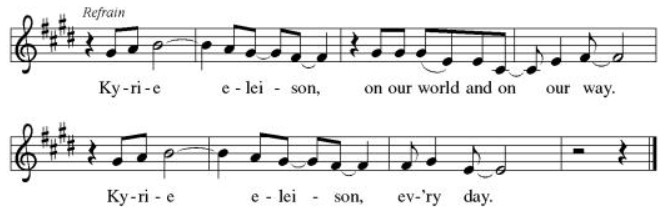 Refrain
Ky-ri-e e-lei-son, on our world and on our way.
Ky-ri-e e-lei-son, ev-'ry day.